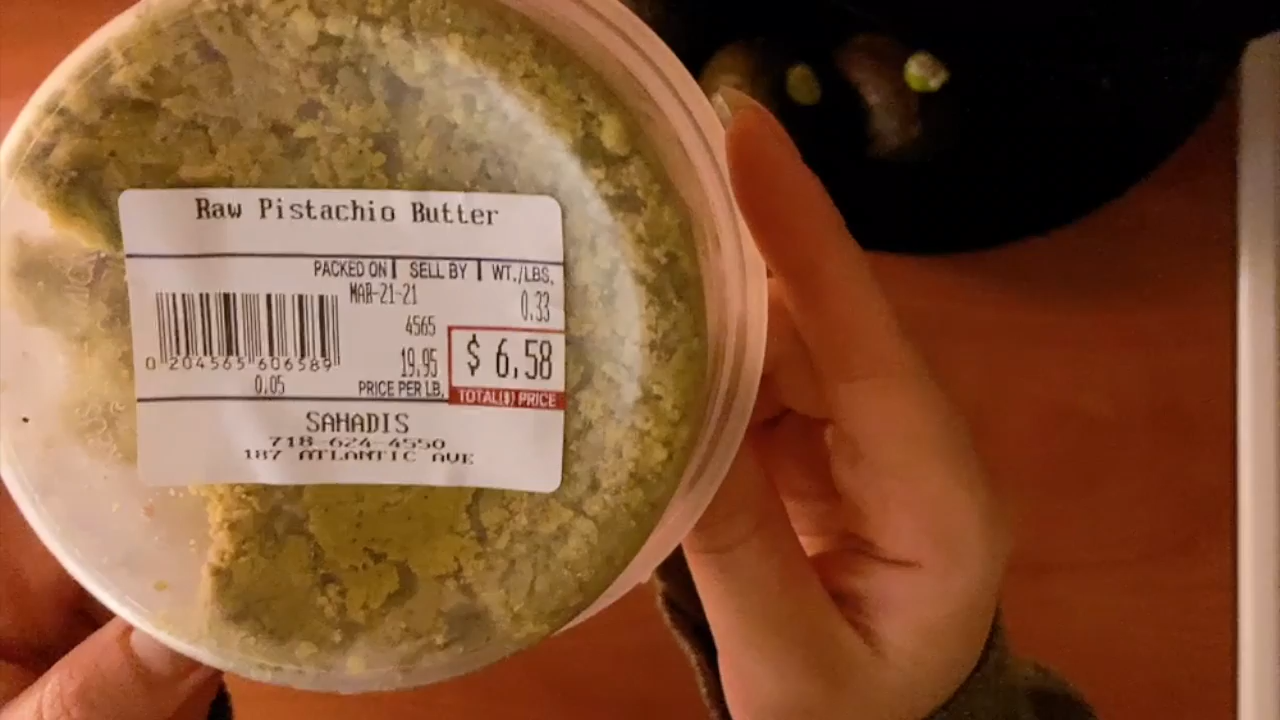 Raw Pistachio Butter
PACKED ON SELL BY WT./LBS.
MAR-21-21 0.33
4565
19.95 $ 6.58
0 204565 606589
0.05 PRICE PER LB. TOTAL($) PRICE
SAHADIS
718-624-4550
187 ATLANTIC AVE